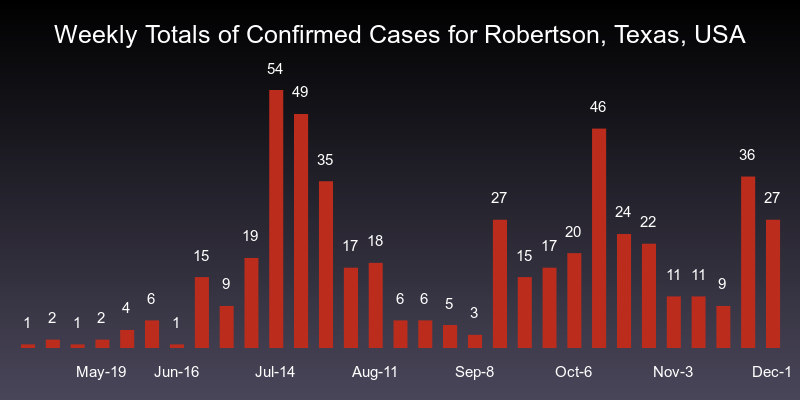 Weekly Totals of Confirmed Cases for Robertson, Texas, USA
1 2 1 2 4 6 1 15 9 19 54 49 35 17 18 6 6 5 3 27 15 17 20 46 24 22 11 11 9 36 27
May-19 Jun-16 Jul-14 Aug-11 Sep-8 Oct-6 Nov-3 Dec-1